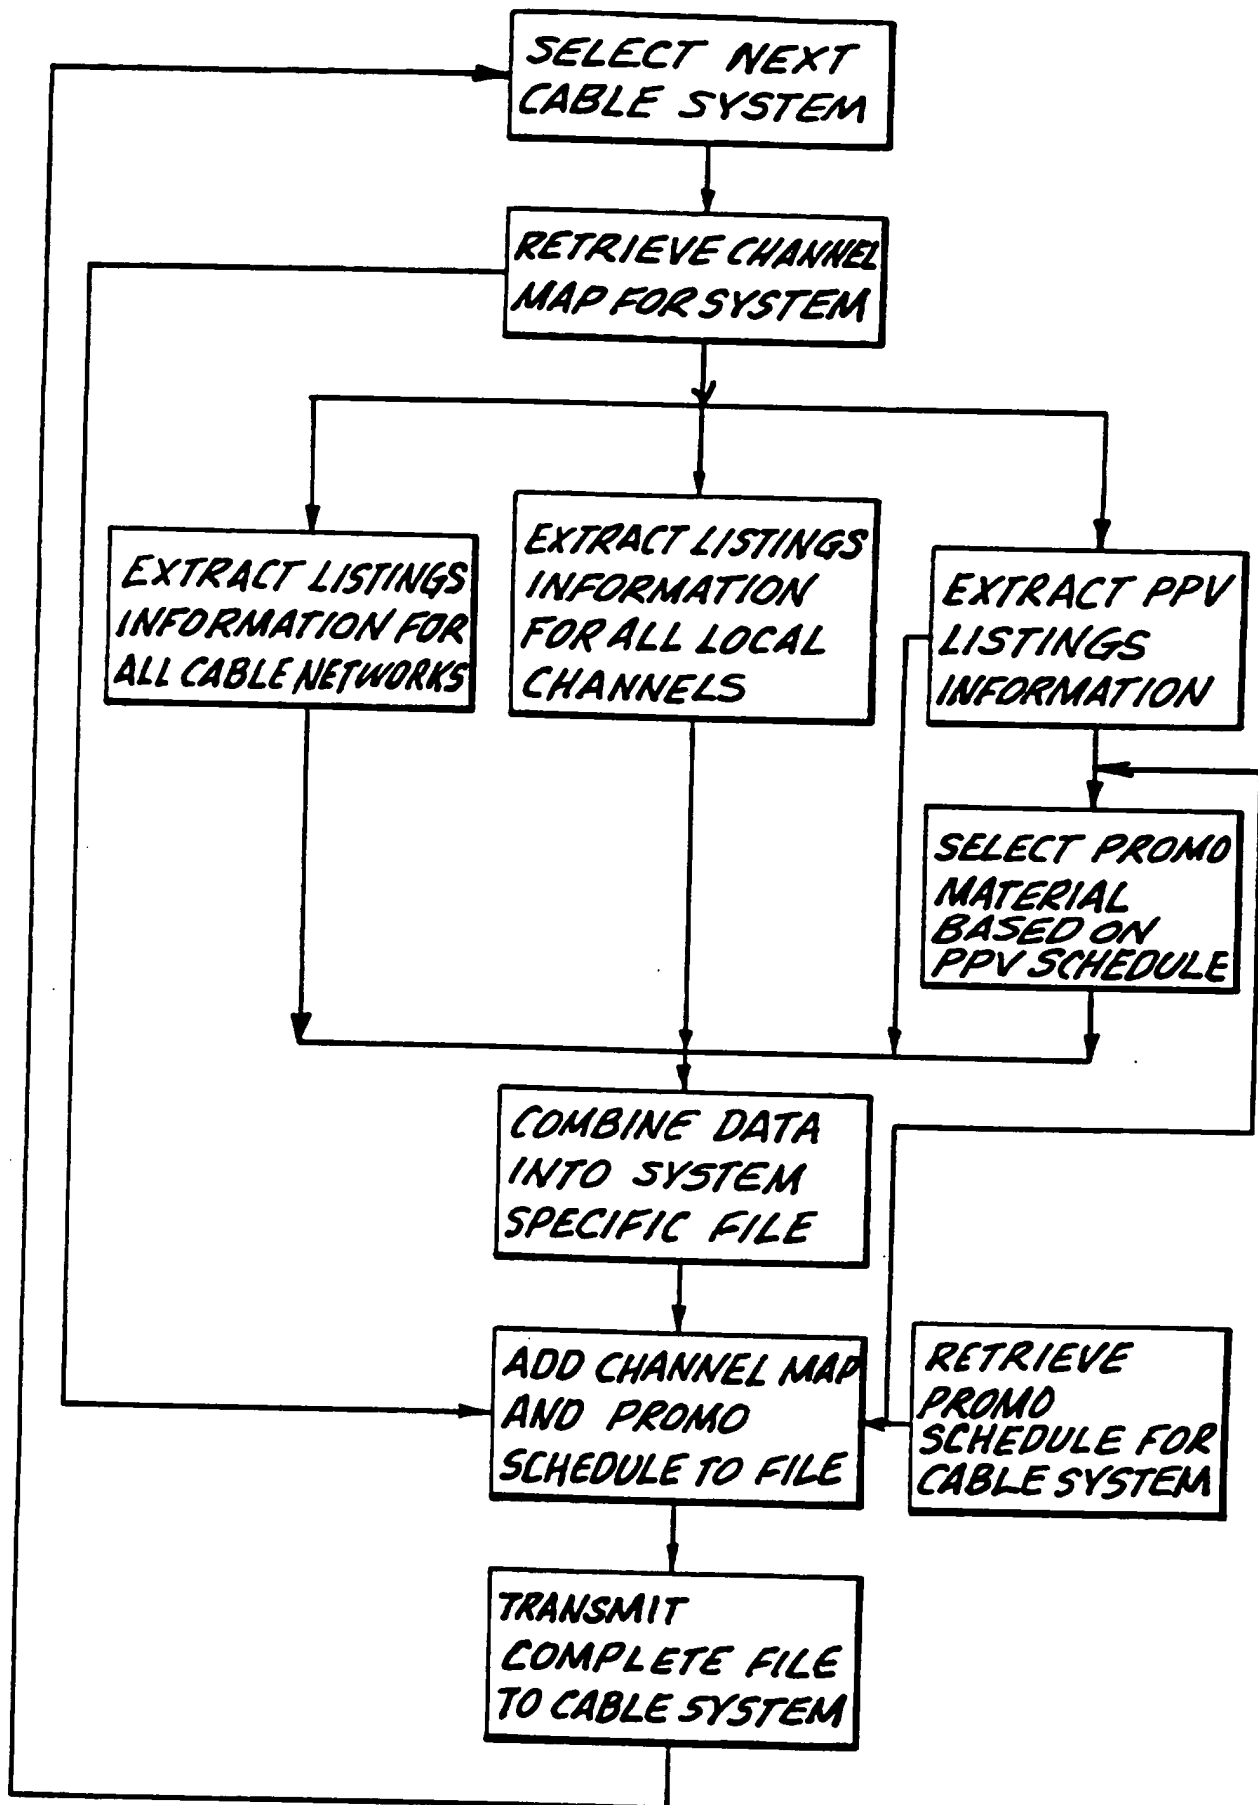 SELECT NEXT
CABLE SYSTEM
RETRIEVE CHANNEL
MAP FOR SYSTEM
EXTRACT LISTINGS
INFORMATION FOR
ALL CABLE NETWORKS
EXTRACT LISTINGS
INFORMATION
FOR ALL LOCAL
CHANNELS
EXTRACT PPV
LISTINGS
INFORMATION
SELECT PROMO
MATERIAL
BASED ON
PPV SCHEDULE
COMBINE DATA
INTO SYSTEM
SPECIFIC FILE
ADD CHANNEL MAP
AND PROMO
SCHEDULE TO FILE
RETRIEVE
PROMO
SCHEDULE FOR
CABLE SYSTEM
TRANSMIT
COMPLETE FILE
TO CABLE SYSTEM